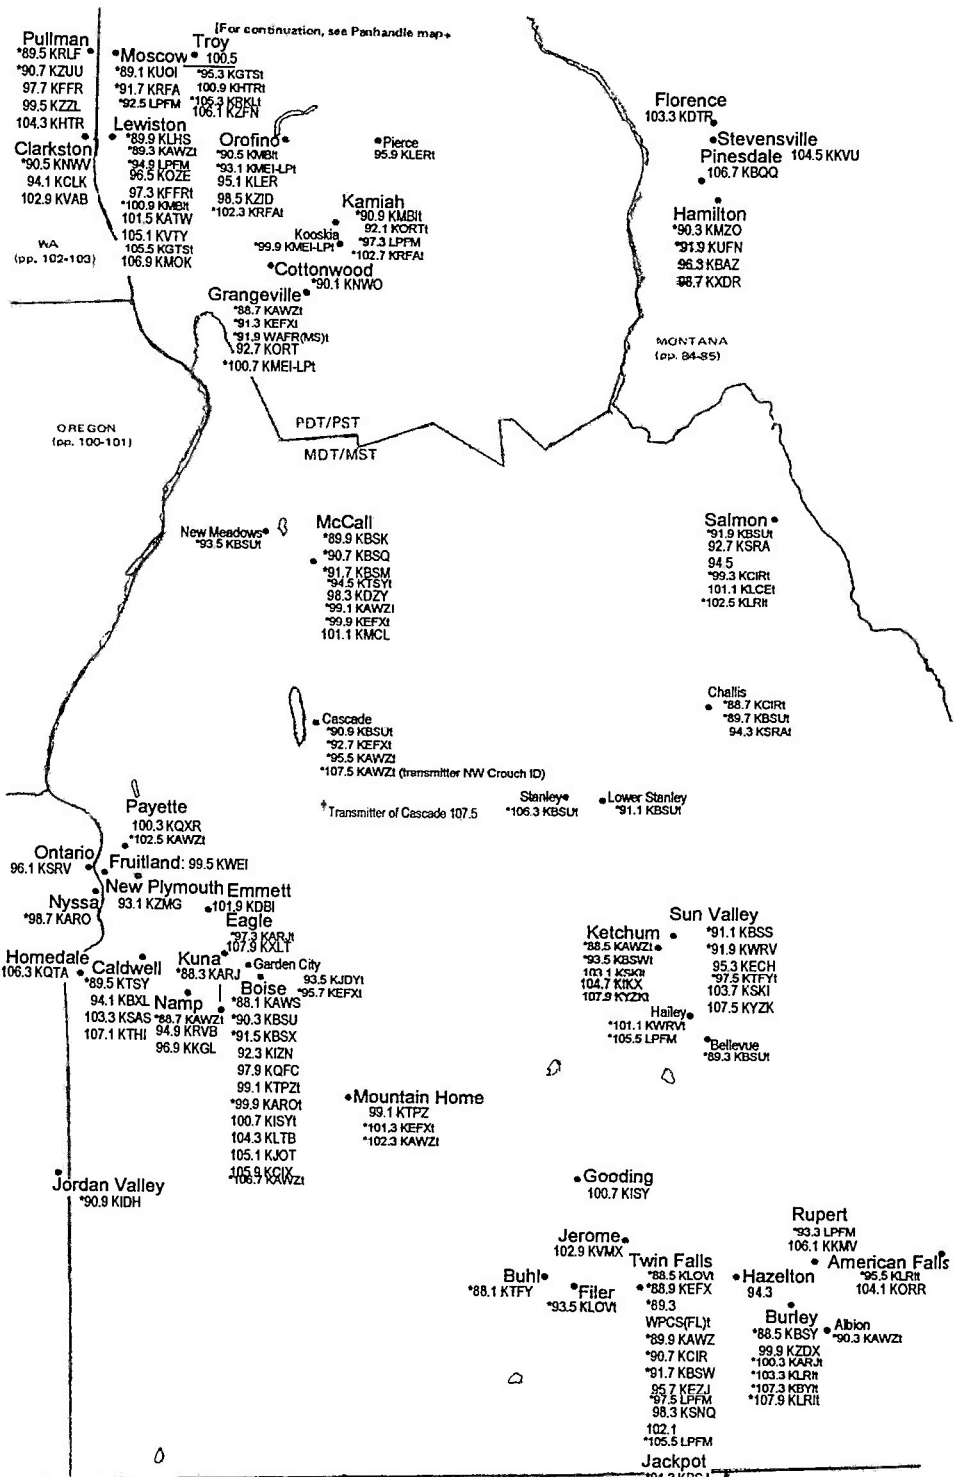 [For continuation, see Panhandle map→
Pullman
*89.5 KRLF
*90.7 KZUU
97.7 KFFR
99.5 KZZL
104.3 KHTR
Moscow
*89.1 KUOI
*91.7 KRFA
*92.5 LPFM
Troy
100.5
*95.3 KGTSt
100.9 KHTRt
*105.3 KRKLt
106.1 KZFN
Clarkston
*90.5 KNWV
94.1 KCLK
102.9 KVAB
Lewiston
*89.9 KLHS
*89.3 KAWZt
*94.9 LPFM
96.5 KOZE
97.3 KFFRt
*100.9 KMBIt
101.5 KATW
105.1 KVTY
105.5 KGTSt
106.9 KMOK
Orofino
*90.5 KMBIt
*93.1 KMEI-LPt
95.1 KLER
98.5 KZID
*102.3 KRFAt
Pierce
95.9 KLERt
Kamiah
*90.9 KMBIt
92.1 KORTt
*97.3 LPFM
*102.7 KRFAt
Kooskia
*99.9 KMEI-LPt
Cottonwood
*90.1 KNWO
Grangeville
*88.7 KAWZt
*91.3 KEFXt
*91.9 WAFR(MS)t
92.7 KORT
*100.7 KMEI-LPt
Florence
103.3 KDTR
Stevensville
104.5 KKVU
Pinesdale
106.7 KBQQ
Hamilton
*90.3 KMZO
*91.9 KUFN
96.3 KBAZ
98.7 KXDR
WA
(pp. 102-103)
MONTANA
(pp. 84-85)
OREGON
(pp. 100-101)
PDT/PST
MDT/MST
New Meadows
*93.5 KBSUt
McCall
*89.9 KBSK
*90.7 KBSQ
*91.7 KBSM
*94.5 KTSYt
98.3 KDZY
*99.1 KAWZt
*99.9 KEFXt
101.1 KMCL
Salmon
*91.9 KBSUt
92.7 KSRA
94.5
*99.3 KCIRt
101.1 KLCEt
*102.5 KLRIt
Challis
*88.7 KCIRt
*89.7 KBSUt
94.3 KSRAt
Cascade
*90.9 KBSUt
*92.7 KEFXt
*95.5 KAWZt
*107.5 KAWZt (transmitter NW Crouch ID)
Transmitter of Cascade 107.5
Stanley
*106.3 KBSUt
Lower Stanley
*91.1 KBSUt
Payette
100.3 KQXR
*102.5 KAWZt
Ontario
96.1 KSRV
Fruitland: 99.5 KWEI
New Plymouth
93.1 KZMG
Nyssa
*98.7 KARO
Emmett
101.9 KDBI
Eagle
*97.3 KARJt
107.9 KXLT
Homedale
106.3 KQTA
Caldwell
*89.5 KTSY
94.1 KBXL
103.3 KSAS
107.1 KTHI
Kuna
*88.3 KARJ
Garden City
93.5 KJDYt
*95.7 KEFXt
Namp
*88.7 KAWZt
94.9 KRVB
96.9 KKGL
Boise
*88.1 KAWS
*90.3 KBSU
*91.5 KBSX
92.3 KIZN
97.9 KQFC
99.1 KTPZt
*99.9 KAROt
100.7 KISYt
104.3 KLTB
105.1 KJOT
105.9 KCIX
*106.7 KAWZt
Ketchum
*88.5 KAWZt
*93.5 KBSWt
103.1 KSKIt
104.7 KIKX
107.9 KYZKt
Sun Valley
*91.1 KBSS
*91.9 KWRV
95.3 KECH
*97.5 KTFYt
103.7 KSKI
107.5 KYZK
Hailey
*101.1 KWRVt
*105.5 LPFM
Bellevue
*89.3 KBSUt
Mountain Home
99.1 KTPZ
*101.3 KEFXt
*102.3 KAWZt
Jordan Valley
*90.9 KIDH
Gooding
100.7 KISY
Jerome
102.9 KVMX
Buhl
*88.1 KTFY
Filer
*93.5 KLOVt
Twin Falls
*88.5 KLOVt
*88.9 KEFX
*89.3
WPCS(FL)t
*89.9 KAWZ
*90.7 KCIR
*91.7 KBSW
95.7 KEZJ
*97.5 LPFM
98.3 KSNQ
102.1
*105.5 LPFM
Hazelton
94.3
Rupert
*93.3 LPFM
106.1 KKMV
American Falls
*95.5 KLRIt
104.1 KORR
Burley
*88.5 KBSY
99.9 KZDX
*100.3 KARJt
*103.3 KLRIt
*107.3 KBYIt
*107.9 KLRIt
Albion
*90.3 KAWZt
Jackpot